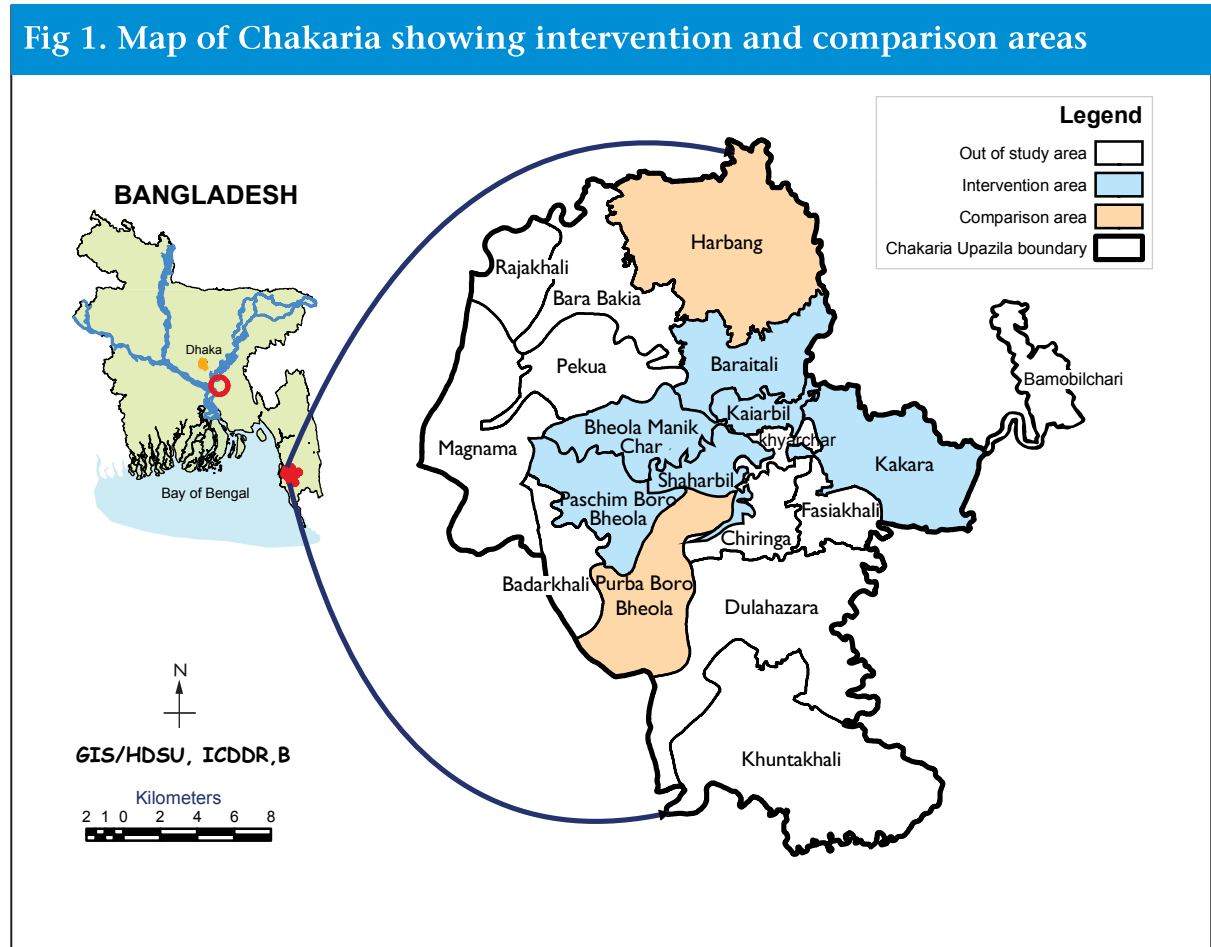 Fig 1. Map of Chakaria showing intervention and comparison areas
Legend
Out of study area
Intervention area
Comparison area
Chakaria Upazila boundary
BANGLADESH
Dhaka
Bay of Bengal
Harbang
Rajakhali
Bara Bakia
Pekua
Baraitali
Bamobilchari
Kaiarbil
Bheola Manik
Char
khyarchar
Magnama
Kakara
Shaharbil
Paschim Boro
Bheola
Fasiakhali
Chiringa
Badarkhali
Purba Boro
Bheola
Dulahazara
Khuntakhali
N
GIS/HDSU, ICDDR,B
Kilometers
2 1 0 2 4 6 8